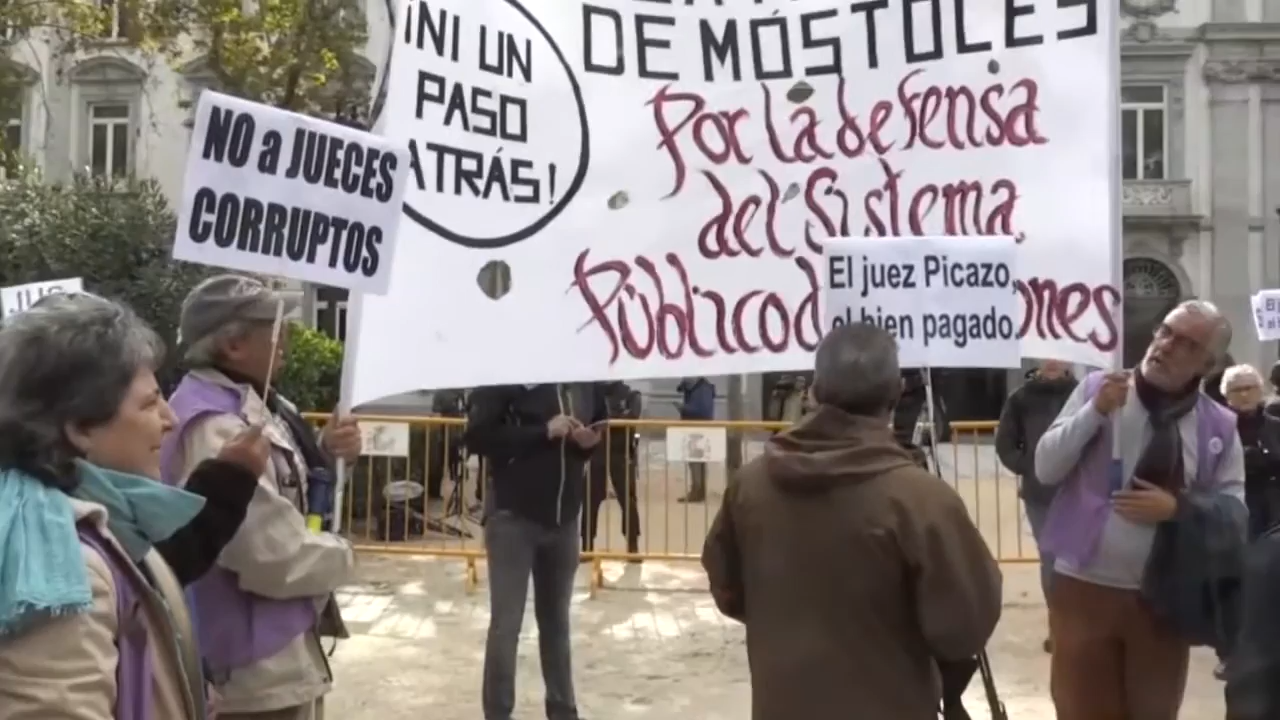 DE MÓSTOLES
¡NI UN
PASO
ATRÁS!
Por la defensa
del Sistema
Público d
ones
NO a JUECES
CORRUPTOS
El juez Picazo,
el bien pagado.